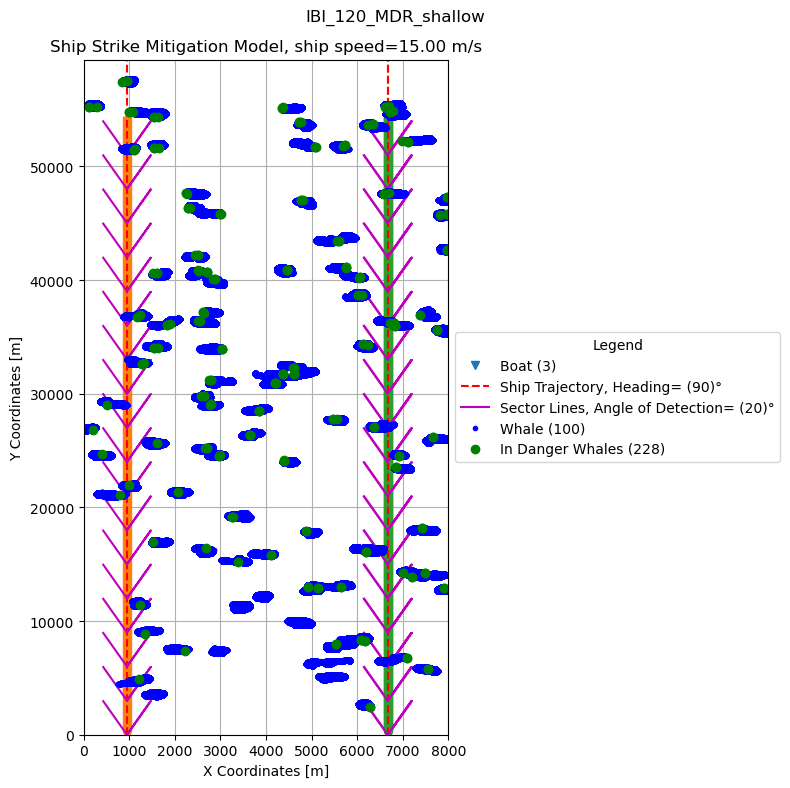 IBI_120_MDR_shallow
Ship Strike Mitigation Model, ship speed=15.00 m/s
50000
40000
30000
20000
10000
0
Y Coordinates [m]
0 1000 2000 3000 4000 5000 6000 7000 8000
X Coordinates [m]
Legend
Boat (3)
Ship Trajectory, Heading= (90)°
Sector Lines, Angle of Detection= (20)°
Whale (100)
In Danger Whales (228)